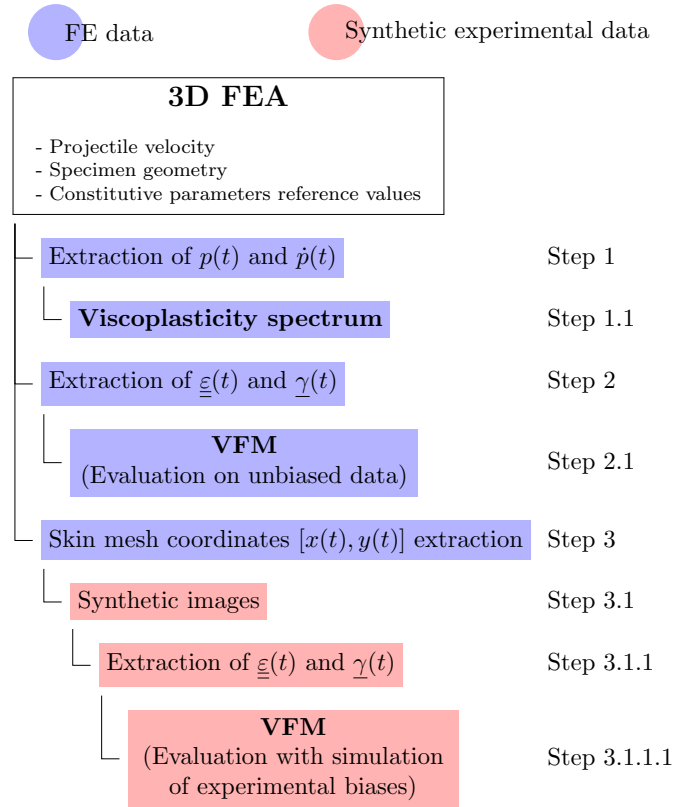 FE data
Synthetic experimental data
3D FEA
- Projectile velocity
- Specimen geometry
- Constitutive parameters reference values
Extraction of p(t) and ṗ(t) Step 1
Viscoplasticity spectrum Step 1.1
Extraction of ε̳(t) and γ̲(t) Step 2
VFM
(Evaluation on unbiased data) Step 2.1
Skin mesh coordinates [x(t), y(t)] extraction Step 3
Synthetic images Step 3.1
Extraction of ε̳(t) and γ̲(t) Step 3.1.1
VFM
(Evaluation with simulation Step 3.1.1.1
of experimental biases)